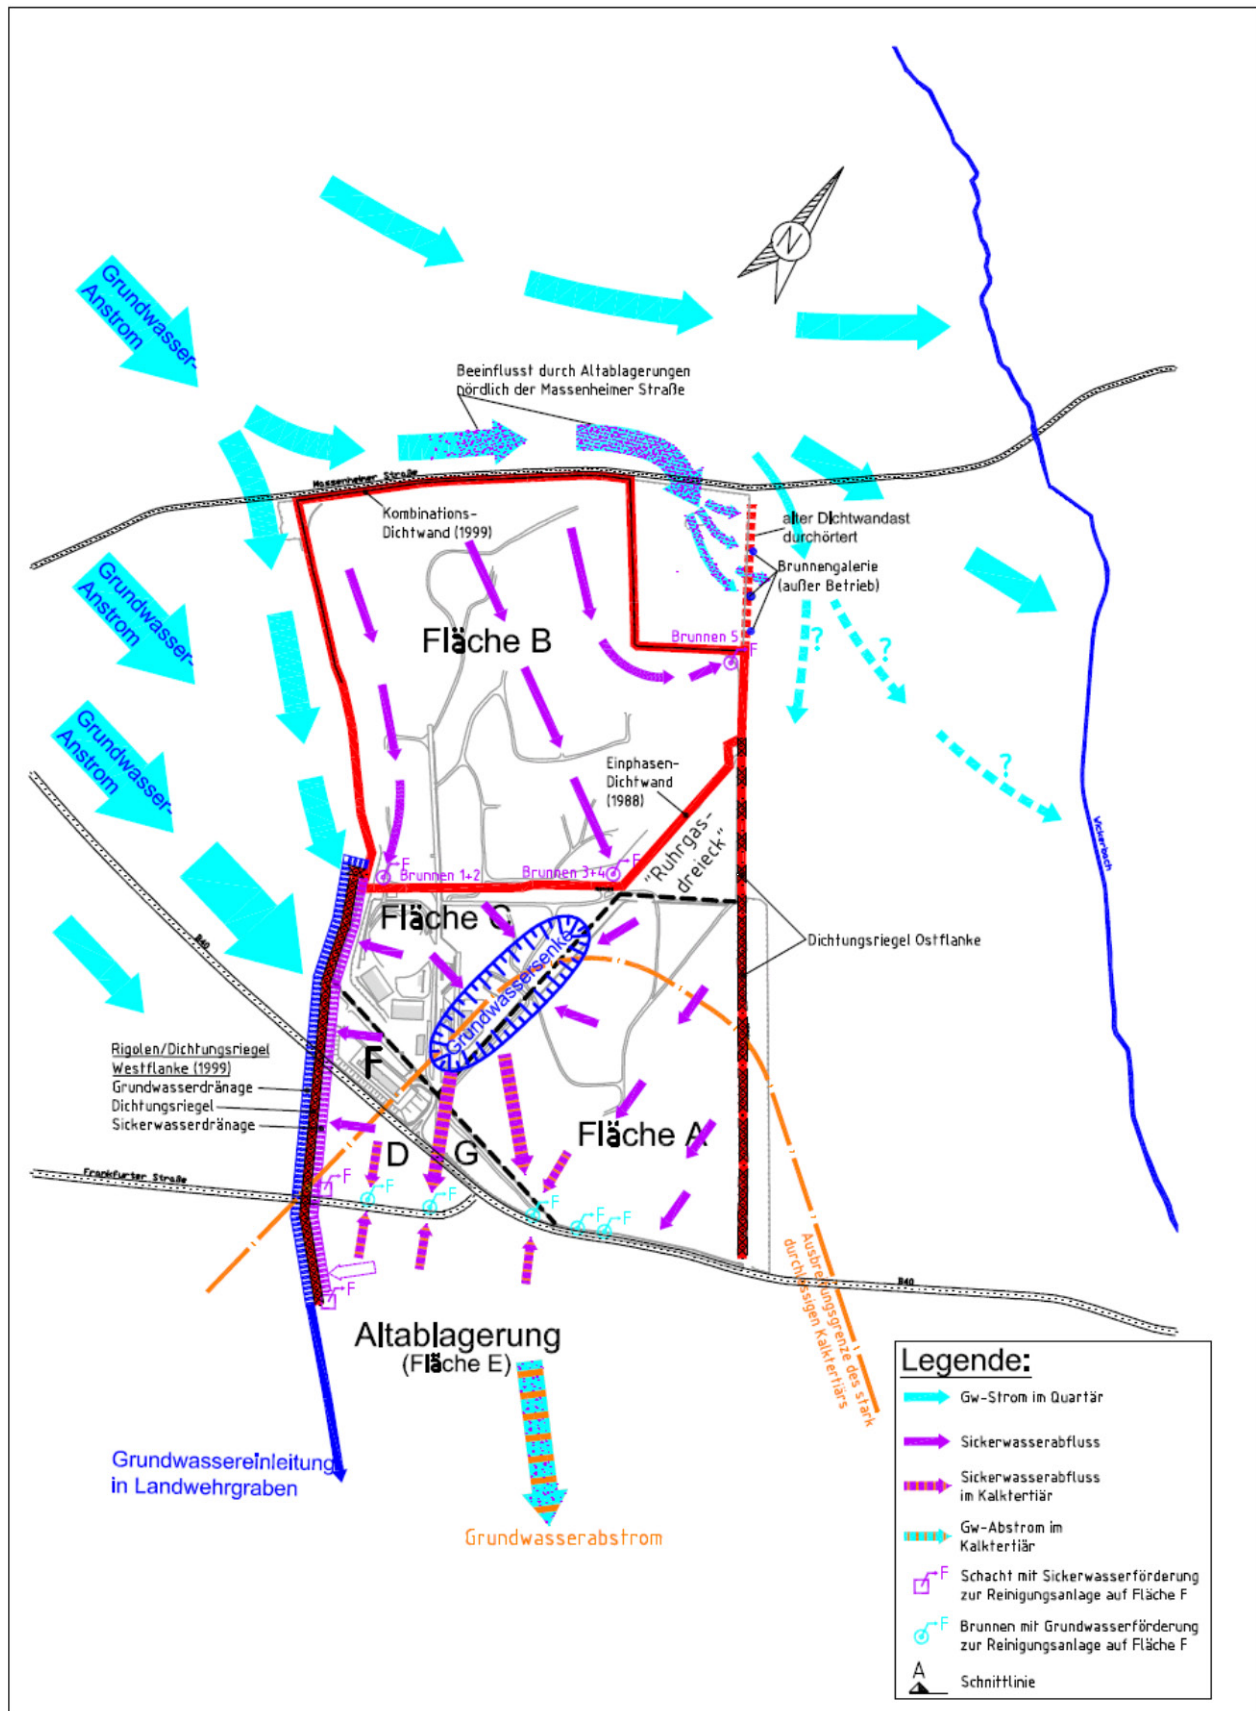 N
Grundwasser-
Anstrom
Beeinflusst durch Altablagerungen
nördlich der Massenheimer Straße
Massenheimer Straße
Kombinations-
Dichtwand (1999)
alter Dichtwandast
durchörtert
Brunnengalerie
(außer Betrieb)
Grundwasser-
Anstrom
Fläche B
Brunnen 5
F
?
?
Grundwasser-
Anstrom
Einphasen-
Dichtwand
(1988)
?
Vickerbach
"Ruhrgas-
dreieck"
F
Brunnen 1+2
Brunnen 3+4
F
Fläche C
B40
Dichtungsriegel Ostflanke
Grundwassersenke
Rigolen/Dichtungsriegel
Westflanke (1999)
Grundwasserdränage
Dichtungsriegel
Sickerwasserdränage
F
D
G
Fläche A
Frankfurter Straße
F
F
F
F
F
F
F
Ausbreitungsgrenze des stark
durchlässigen Kalktertiärs
B40
Altablagerung
(Fläche E)
Grundwassereinleitung
in Landwehrgraben
Grundwasserabstrom
Legende:
Gw-Strom im Quartär
Sickerwasserabfluss
Sickerwasserabfluss
im Kalktertiär
Gw-Abstrom im
Kalktertiär
F
Schacht mit Sickerwasserförderung
zur Reinigungsanlage auf Fläche F
F
Brunnen mit Grundwasserförderung
zur Reinigungsanlage auf Fläche F
A
Schnittlinie